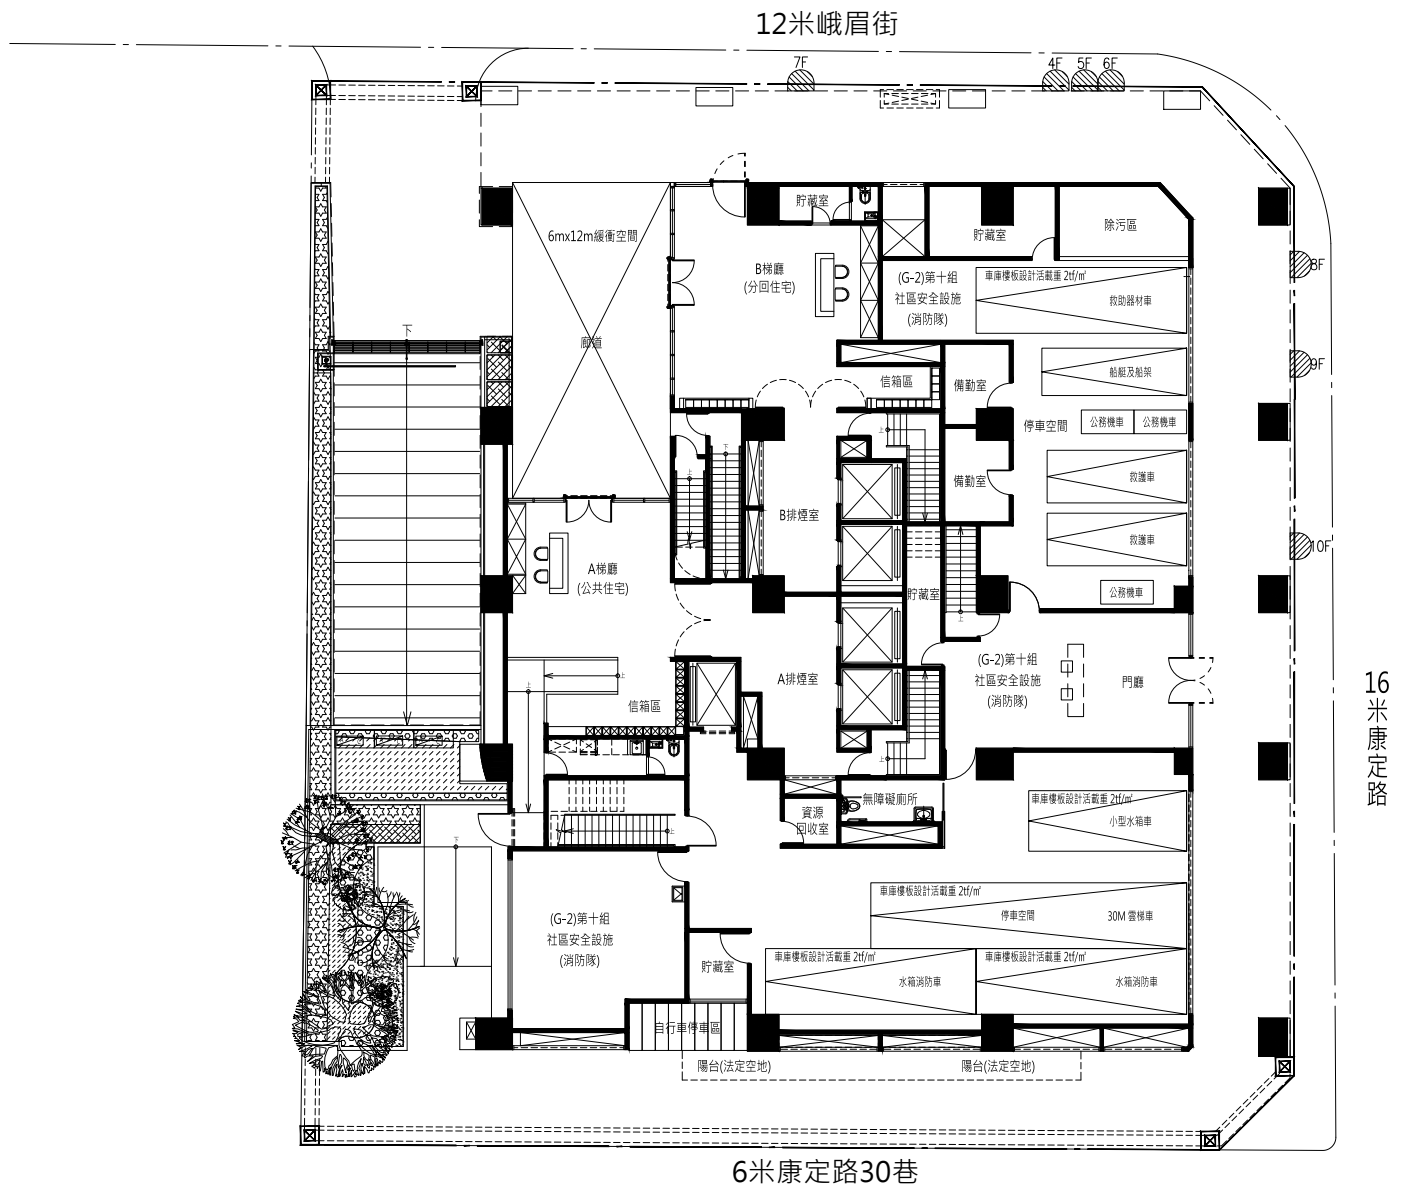 12米峨眉街
7F
4F
5F
6F
貯藏室
6mx12m緩衝空間
貯藏室
除污區
B梯廳
(分回住宅)
(G-2)第十組
社區安全設施
(消防隊)
車庫樓板設計活載重 2tf/㎡
救助器材車
8F
下
廊道
信箱區
備勤室
船艇及船架
9F
停車空間
公務機車
公務機車
上
上
下
備勤室
救護車
B排煙室
救護車
10F
A梯廳
(公共住宅)
貯藏室
公務機車
上
(G-2)第十組
社區安全設施
(消防隊)
門廳
16米康定路
上
上
A排煙室
信箱區
上
無障礙廁所
資源
回收室
車庫樓板設計活載重 2tf/㎡
小型水箱車
上
下
車庫樓板設計活載重 2tf/㎡
停車空間
30M 雲梯車
(G-2)第十組
社區安全設施
(消防隊)
貯藏室
車庫樓板設計活載重 2tf/㎡
車庫樓板設計活載重 2tf/㎡
水箱消防車
水箱消防車
自行車停車區
陽台(法定空地)
陽台(法定空地)
6米康定路30巷